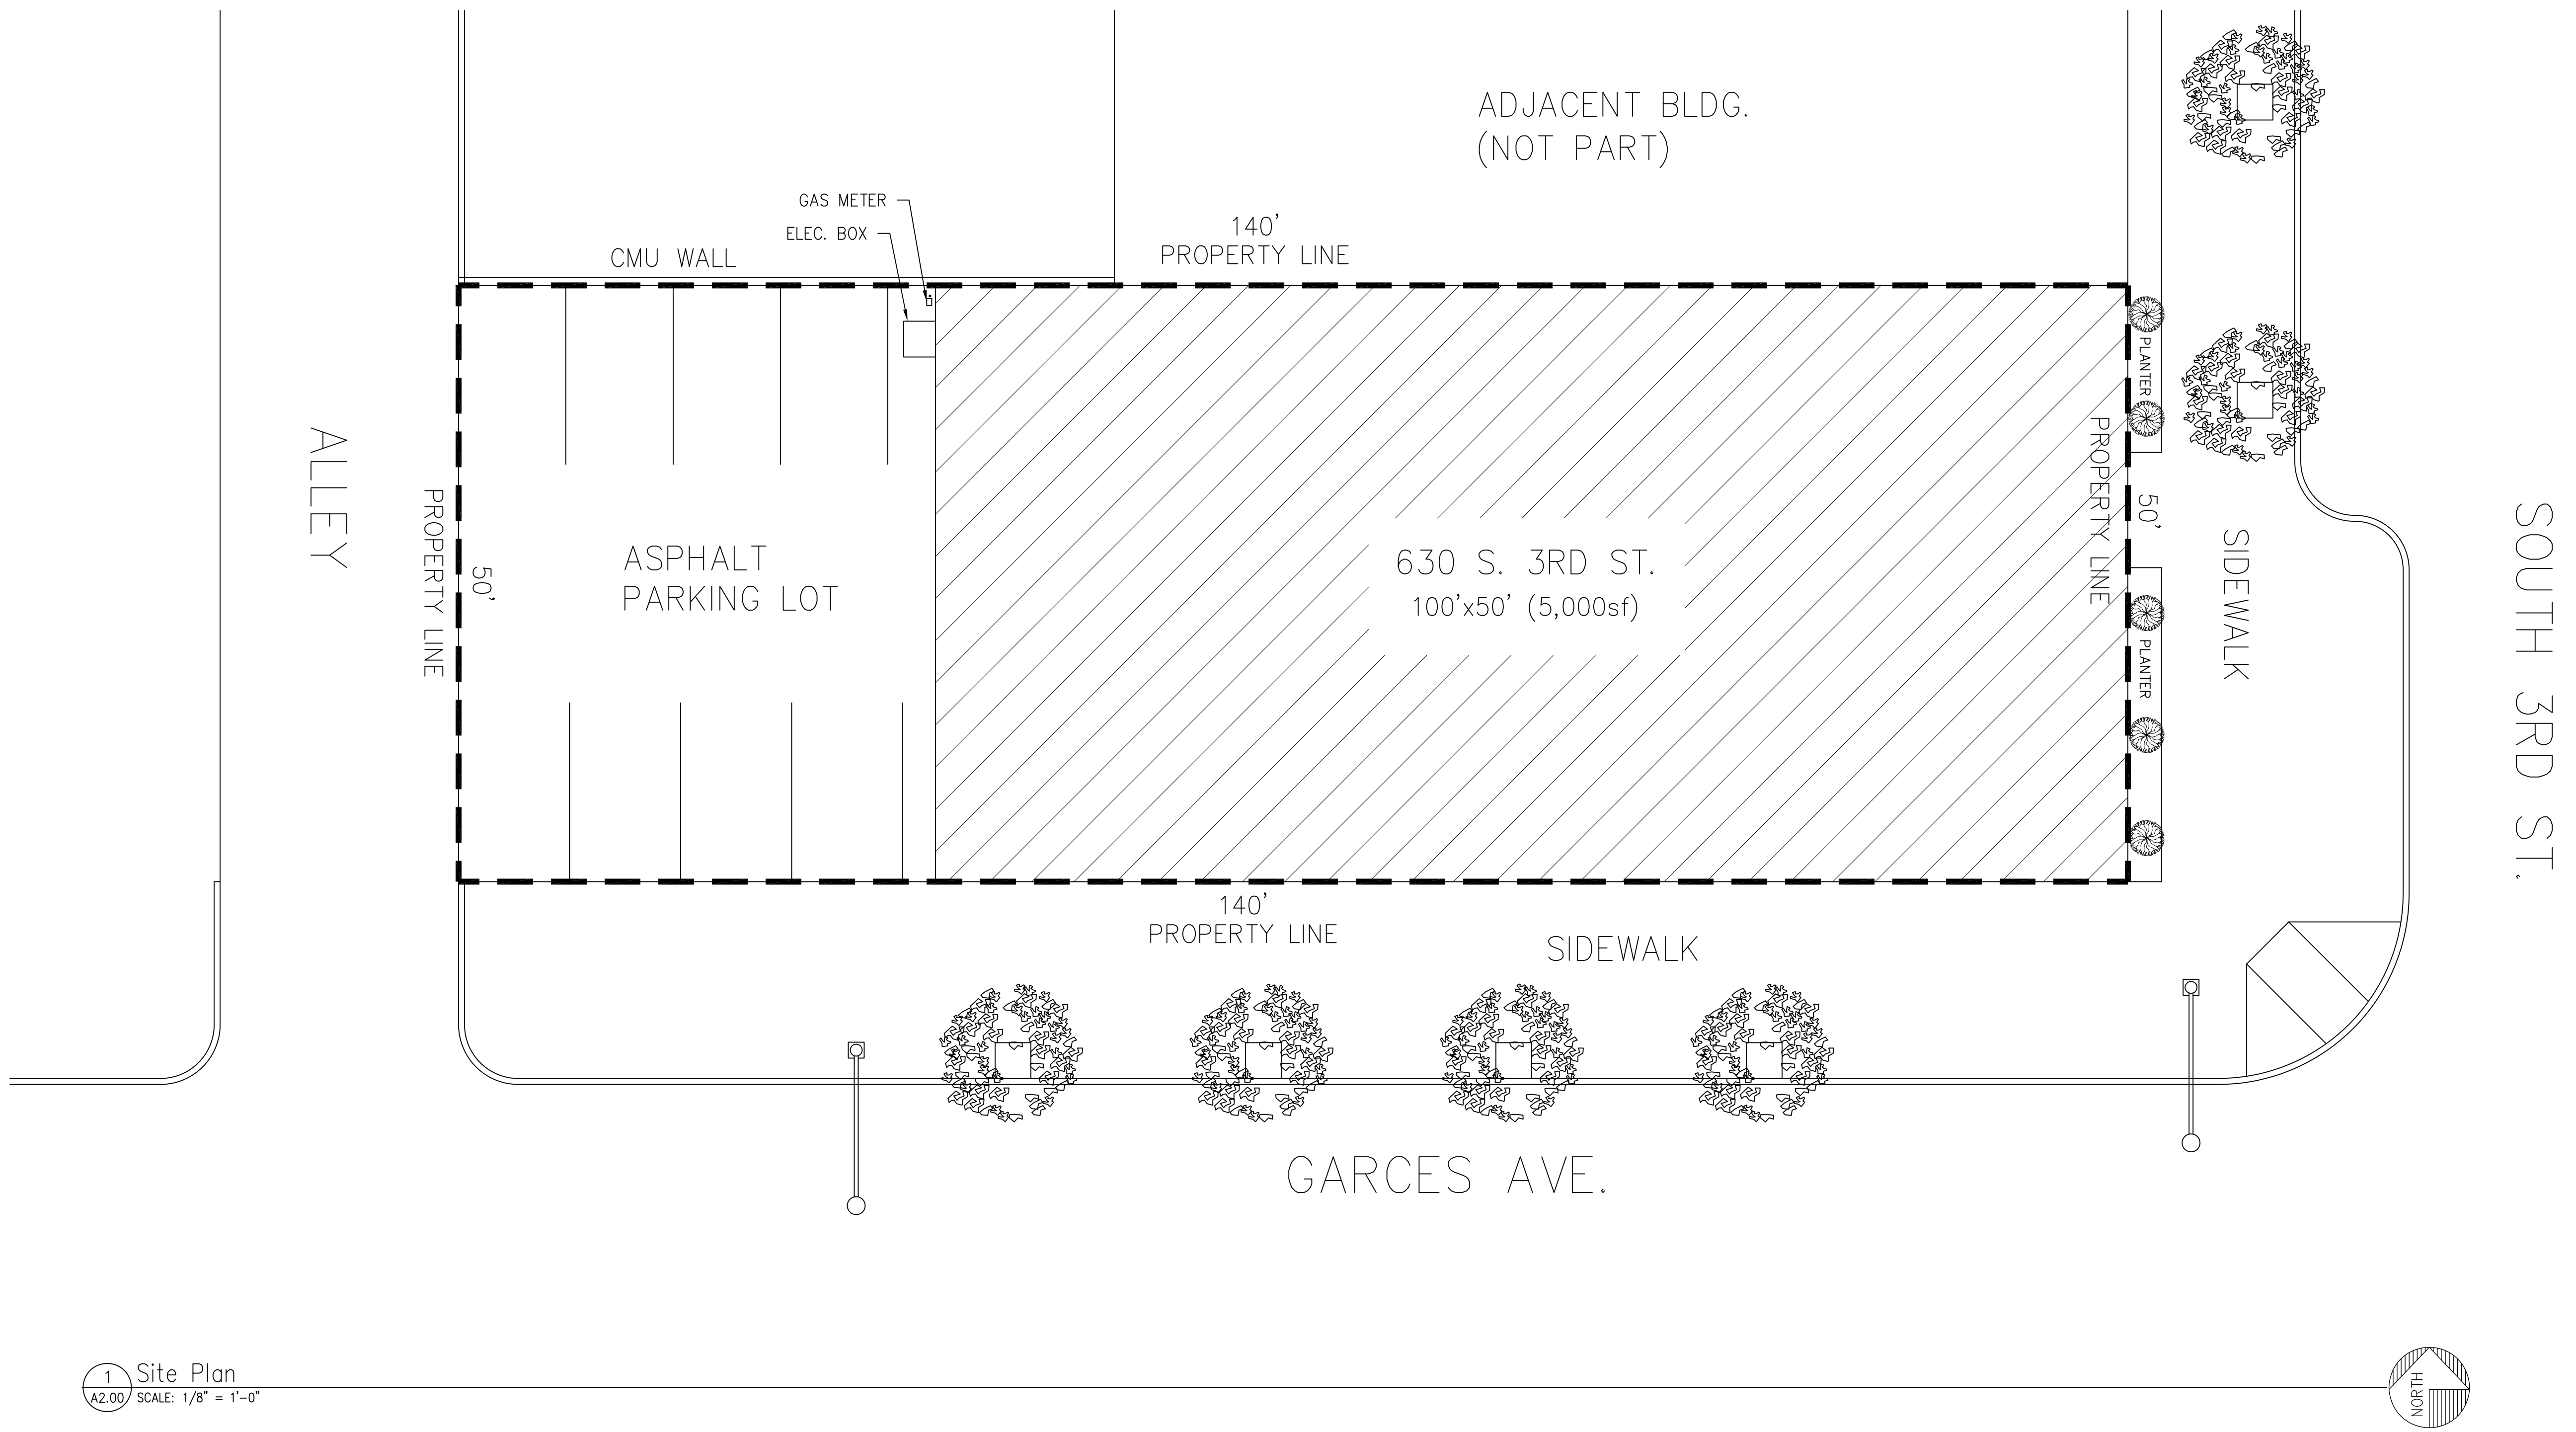 ADJACENT BLDG.
(NOT PART)
GAS METER
ELEC. BOX
CMU WALL
140'
PROPERTY LINE
ALLEY
PROPERTY LINE
50'
ASPHALT
PARKING LOT
630 S. 3RD ST.
100'x50' (5,000sf)
PROPERTY LINE
50'
PLANTER
PLANTER
SIDEWALK
SOUTH 3RD ST.
140'
PROPERTY LINE
SIDEWALK
GARCES AVE.
1
A2.00
Site Plan
SCALE: 1/8" = 1'-0"
NORTH